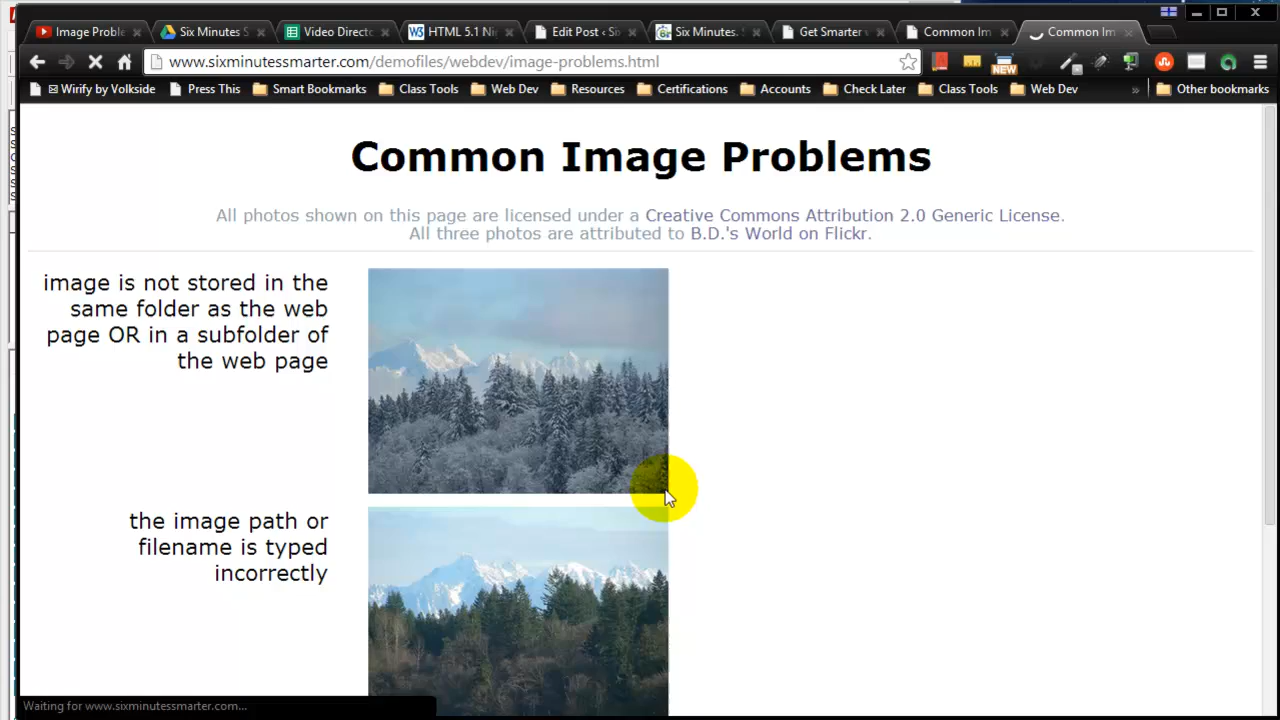 Image Proble
Six Minutes S
Video Directo
HTML 5.1 Nig
Edit Post ‹ Si
Six Minutes. S
Get Smarter
Common Im
Common Im
www.sixminutessmarter.com/demofiles/webdev/image-problems.html
NEW
Wirify by Volkside
Press This
Smart Bookmarks
Class Tools
Web Dev
Resources
Certifications
Accounts
Check Later
Class Tools
Web Dev
»
Other bookmarks
Common Image Problems
All photos shown on this page are licensed under a Creative Commons Attribution 2.0 Generic License.
All three photos are attributed to B.D.'s World on Flickr.
image is not stored in the
same folder as the web
page OR in a subfolder of
the web page
the image path or
filename is typed
incorrectly
Waiting for www.sixminutessmarter.com...